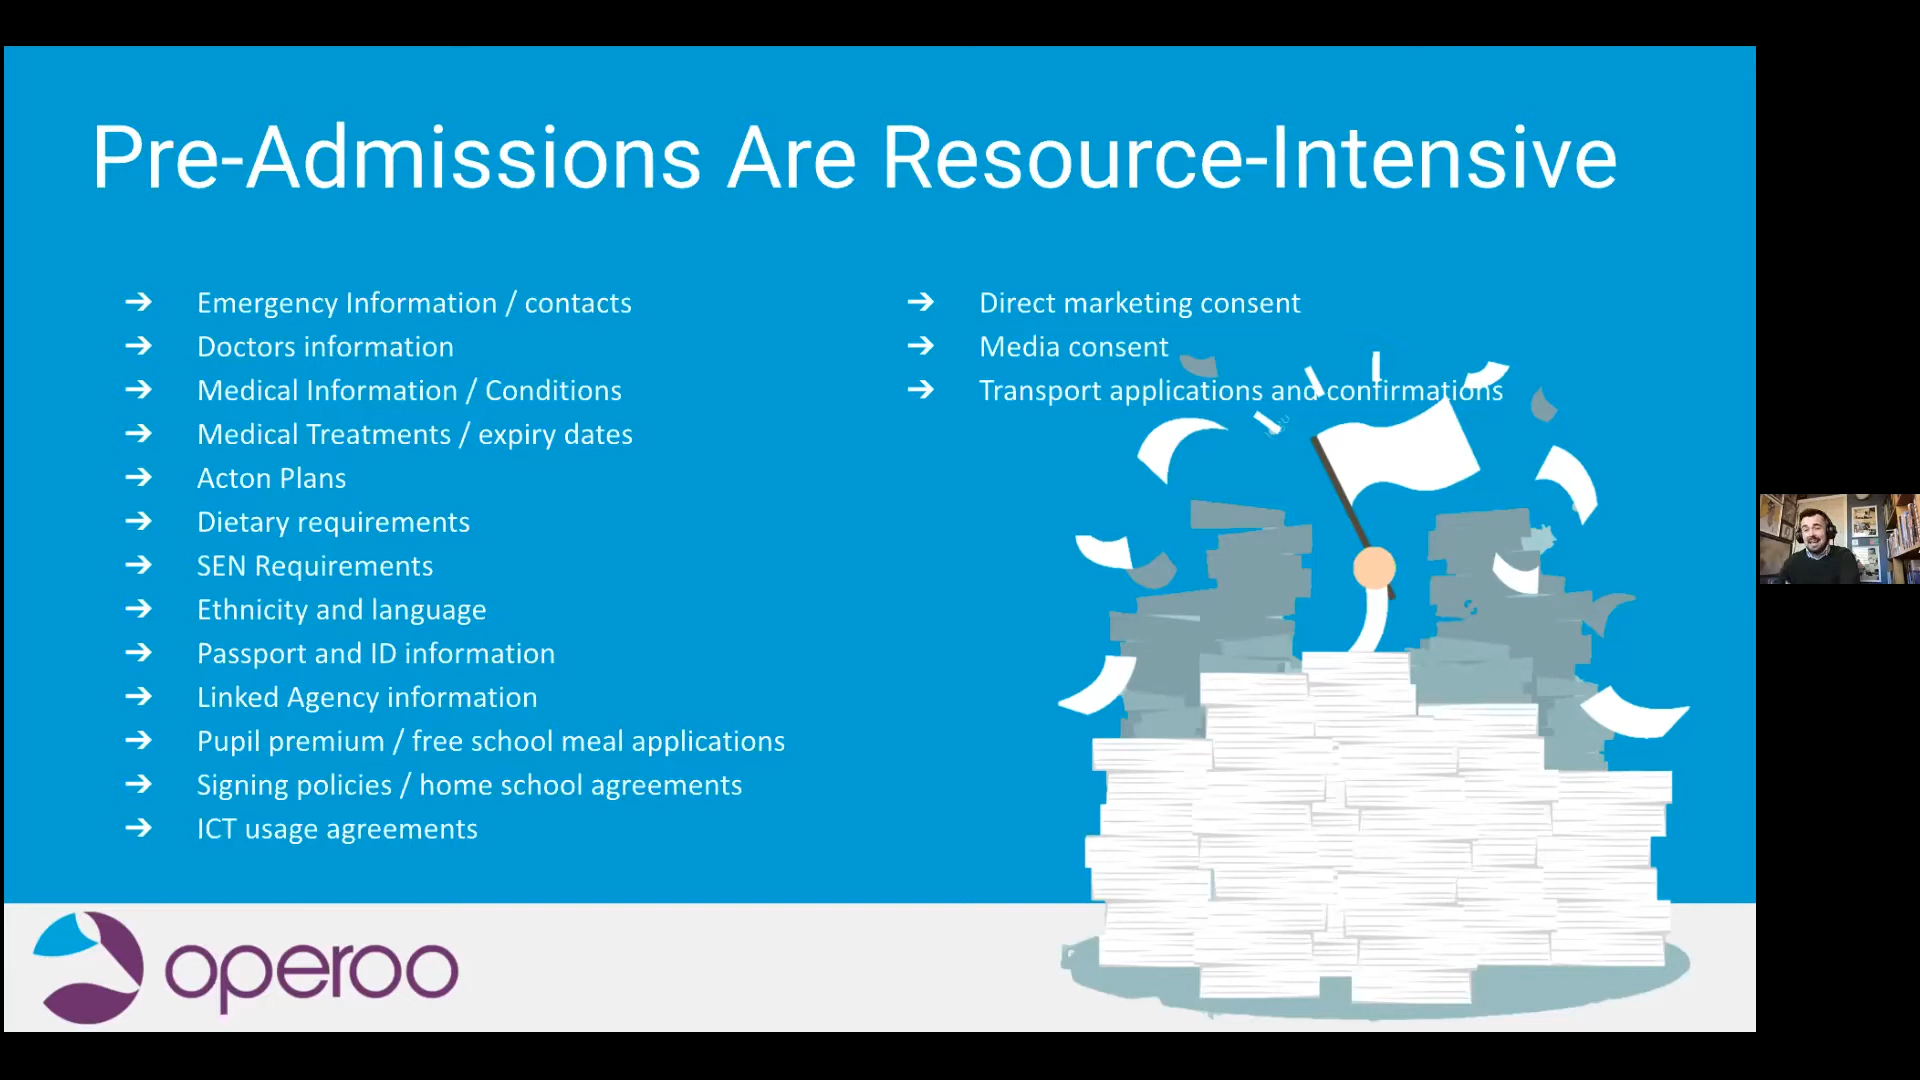 Pre-Admissions Are Resource-Intensive
➔ Emergency Information / contacts
➔ Doctors information
➔ Medical Information / Conditions
➔ Medical Treatments / expiry dates
➔ Acton Plans
➔ Dietary requirements
➔ SEN Requirements
➔ Ethnicity and language
➔ Passport and ID information
➔ Linked Agency information
➔ Pupil premium / free school meal applications
➔ Signing policies / home school agreements
➔ ICT usage agreements
➔ Direct marketing consent
➔ Media consent
➔ Transport applications and confirmations
operoo